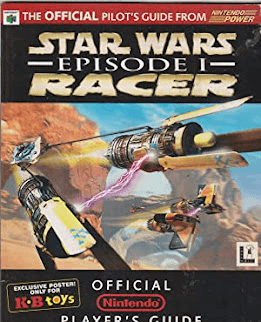 THE OFFICIAL PILOT'S GUIDE FROM NINTENDO POWER
STAR WARS
EPISODE I
RACER
EXCLUSIVE POSTER!
ONLY FOR
K·B toys
OFFICIAL
Nintendo
PLAYER'S GUIDE